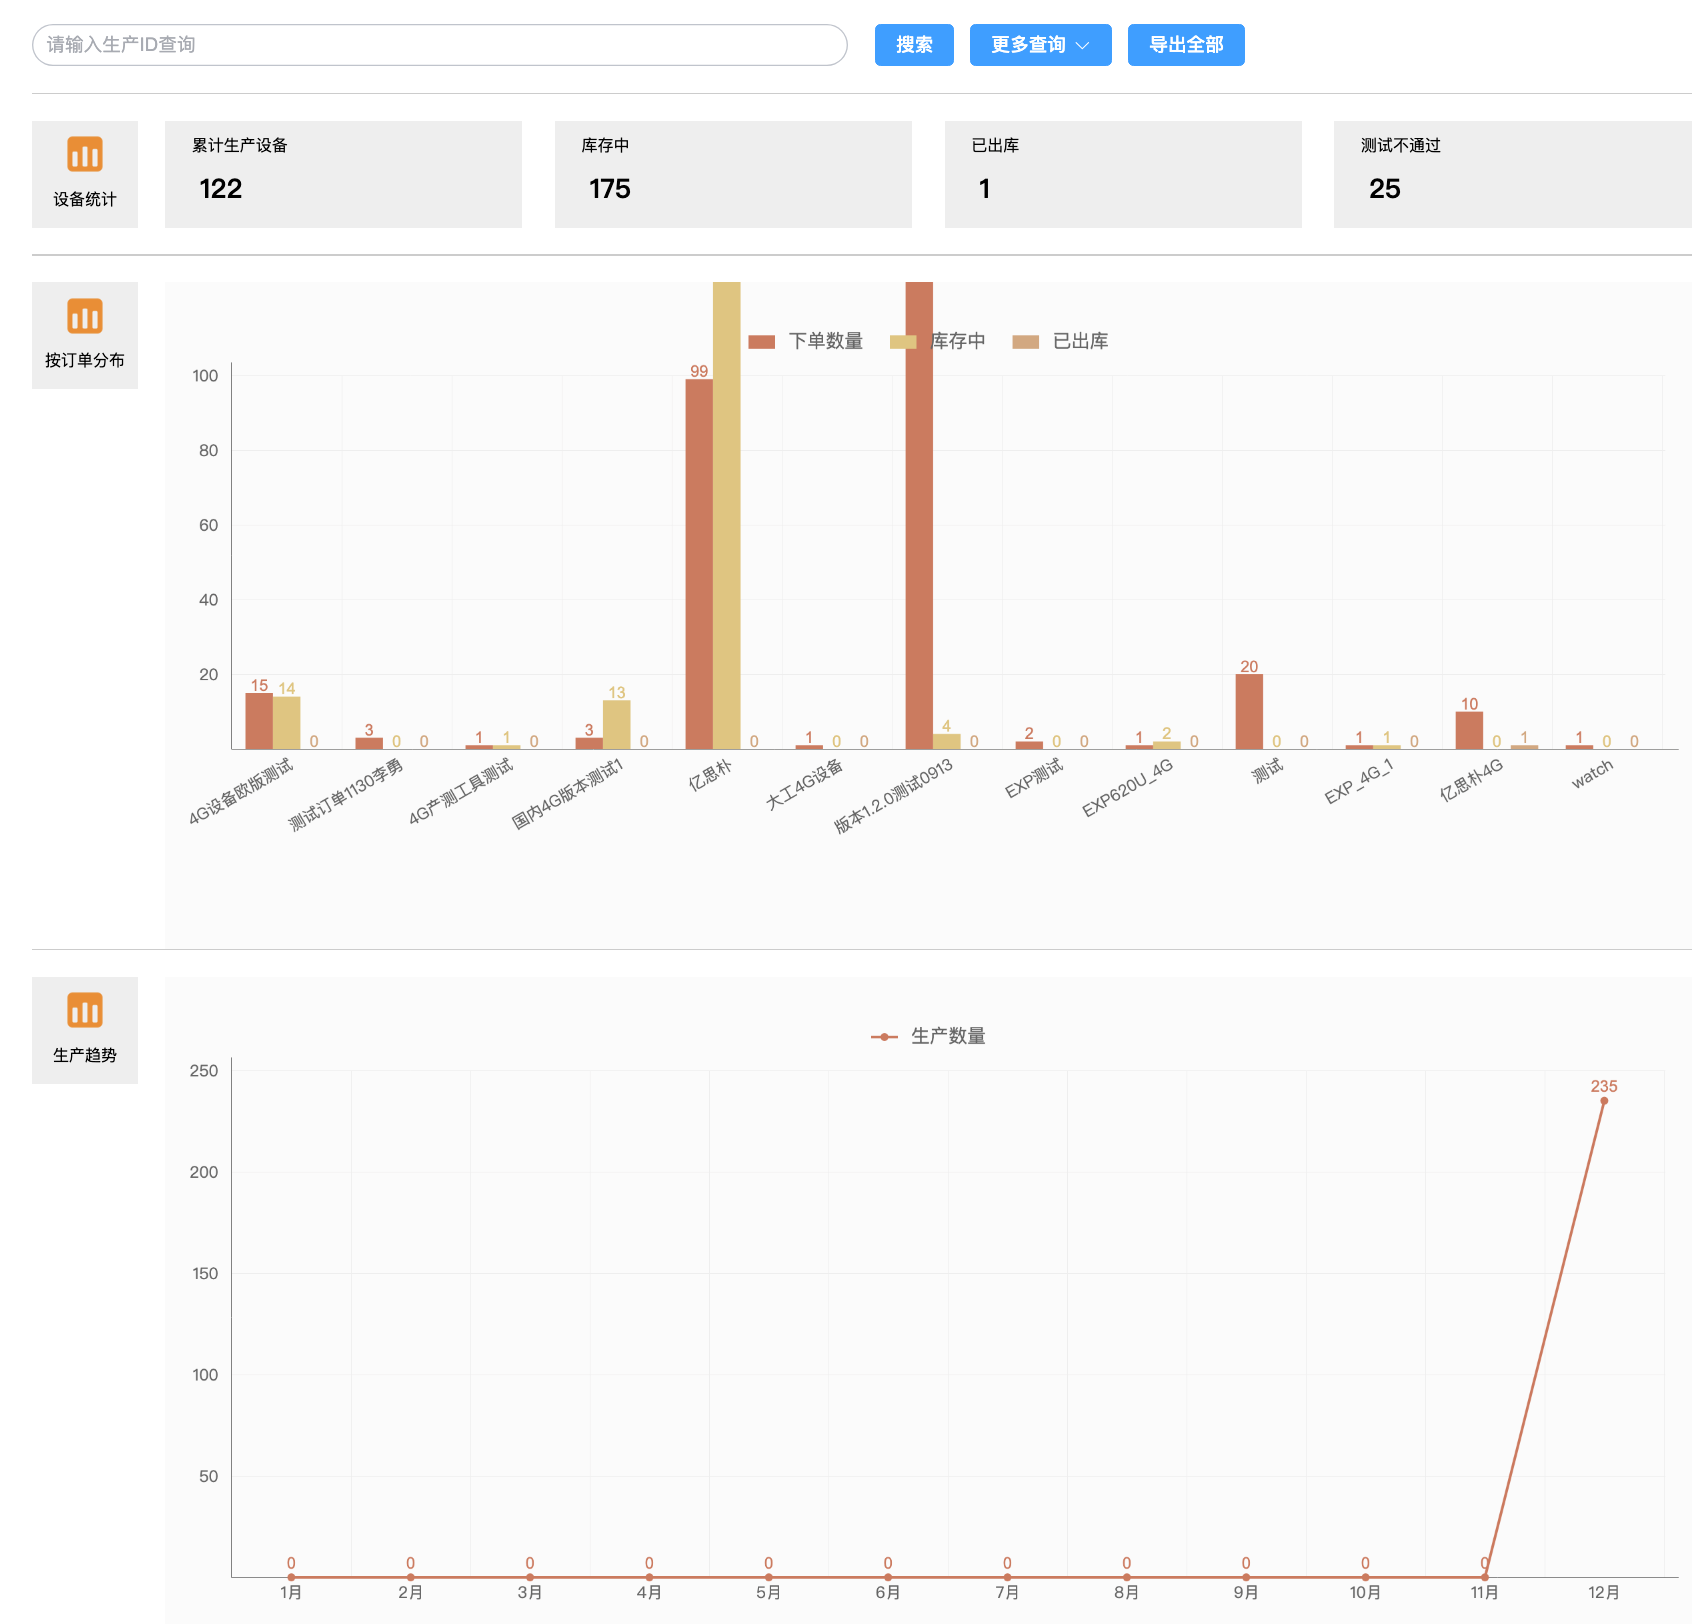 请输入生产ID查询
搜索
更多查询
导出全部
设备统计
累计生产设备
122
库存中
175
已出库
1
测试不通过
25
按订单分布
下单数量 库存中 已出库
100
80
60
40
20
15 14 0
3 0 0
1 1 0
3 13 0
99 0
1 0 0
4 0
2 0 0
1 2 0
20 0 0
1 1 0
10 0 1
1 0 0
4G设备欧版测试
测试订单1130李勇
4G产测工具测试
国内4G版本测试1
亿思朴
大工4G设备
版本1.2.0测试0913
EXP测试
EXP620U_4G
测试
EXP_4G_1
亿思朴4G
watch
生产趋势
生产数量
250
200
150
100
50
0 0 0 0 0 0 0 0 0 0 0 235
1月 2月 3月 4月 5月 6月 7月 8月 9月 10月 11月 12月